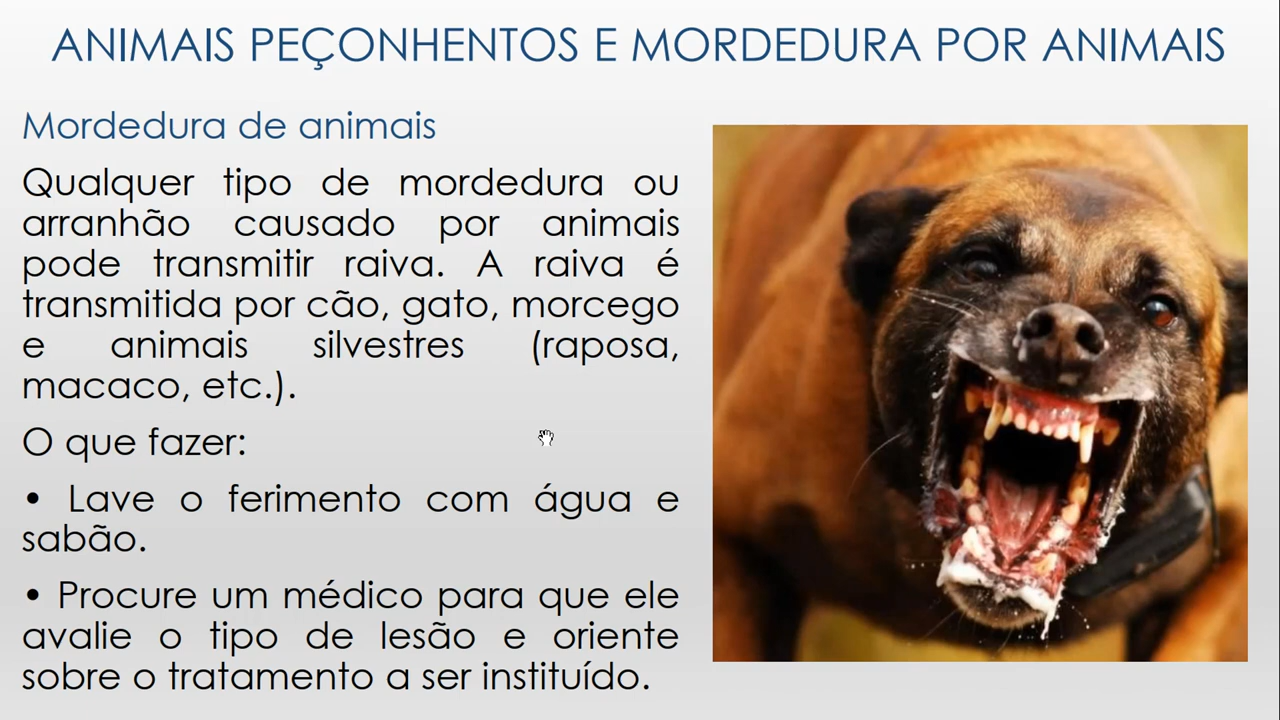 ANIMAIS PEÇONHENTOS E MORDEDURA POR ANIMAIS
Mordedura de animais
Qualquer tipo de mordedura ou
arranhão causado por animais
pode transmitir raiva. A raiva é
transmitida por cão, gato, morcego
e animais silvestres (raposa,
macaco, etc.).
O que fazer:
• Lave o ferimento com água e
sabão.
• Procure um médico para que ele
avalie o tipo de lesão e oriente
sobre o tratamento a ser instituído.